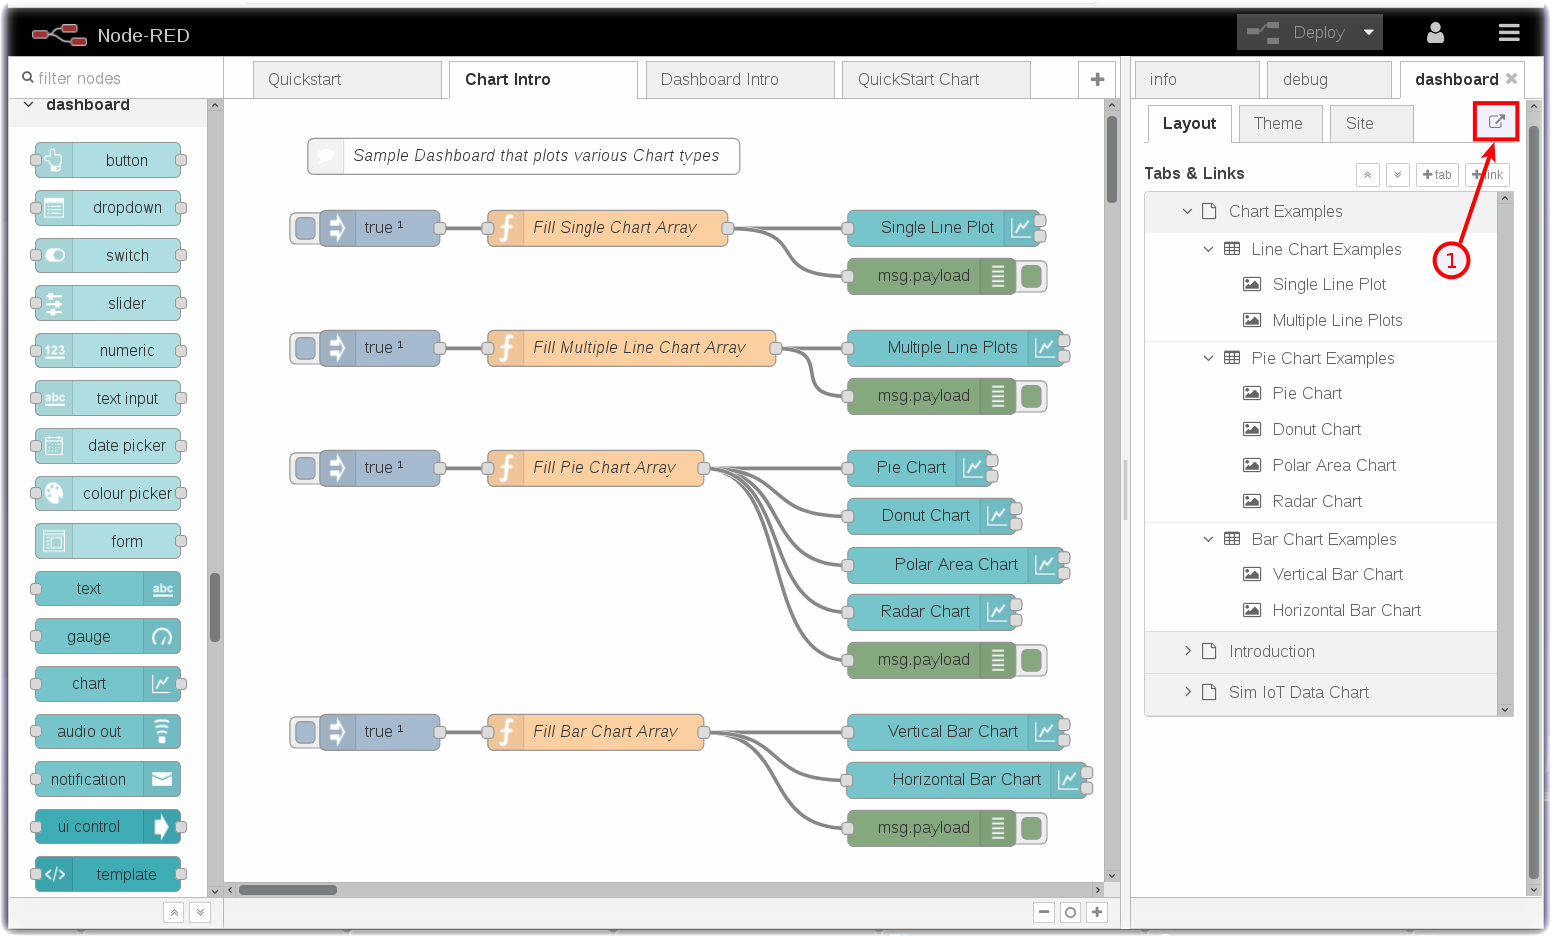 Node-RED
Deploy
filter nodes
Quickstart
Chart Intro
Dashboard Intro
QuickStart Chart
info
debug
dashboard
dashboard
button
dropdown
switch
slider
123 numeric
abc text input
date picker
colour picker
form
text abc
gauge
chart
audio out
notification
ui control
</> template
Sample Dashboard that plots various Chart types
true ¹
Fill Single Chart Array
Single Line Plot
msg.payload
true ¹
Fill Multiple Line Chart Array
Multiple Line Plots
msg.payload
true ¹
Fill Pie Chart Array
Pie Chart
Donut Chart
Polar Area Chart
Radar Chart
msg.payload
true ¹
Fill Bar Chart Array
Vertical Bar Chart
Horizontal Bar Chart
msg.payload
Layout
Theme
Site
Tabs & Links
+ tab
+ link
1
Chart Examples
Line Chart Examples
Single Line Plot
Multiple Line Plots
Pie Chart Examples
Pie Chart
Donut Chart
Polar Area Chart
Radar Chart
Bar Chart Examples
Vertical Bar Chart
Horizontal Bar Chart
Introduction
Sim IoT Data Chart